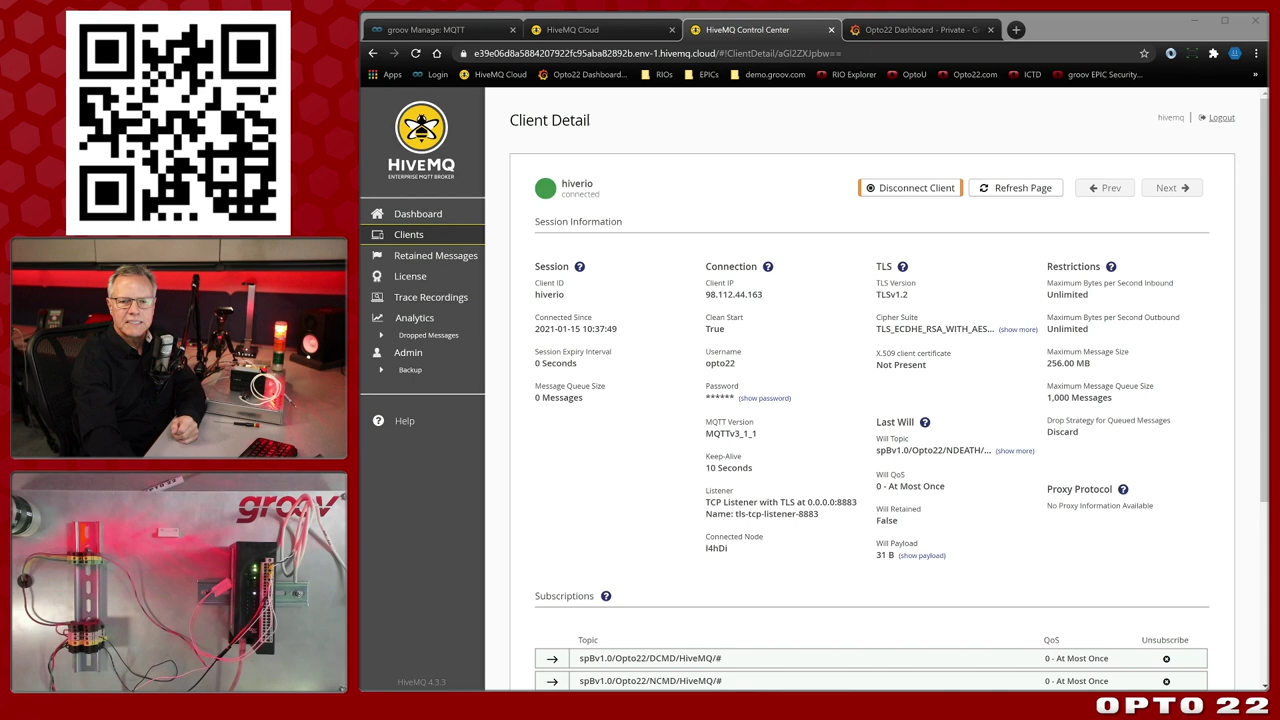 groov Manage: MQTT
HiveMQ Cloud
HiveMQ Control Center
Opto22 Dashboard - Private - G
e39e06d8a5884207922fc95aba82892b.env-1.hivemq.cloud/#!ClientDetail/aGl2ZXJpbw==
Apps
Login
HiveMQ Cloud
Opto22 Dashboard...
RIOs
EPICs
demo.groov.com
RIO Explorer
OptoU
Opto22.com
ICTD
groov EPIC Security...
»
HIVEMQ
ENTERPRISE MQTT BROKER
Dashboard
Clients
Retained Messages
License
Trace Recordings
Analytics
Dropped Messages
Admin
Backup
Help
HiveMQ 4.3.3
Client Detail
hivemq | Logout
hiverio
connected
Disconnect Client
Refresh Page
Prev
Next
Session Information
Session
Client ID
hiverio
Connected Since
2021-01-15 10:37:49
Session Expiry Interval
0 Seconds
Message Queue Size
0 Messages
Connection
Client IP
98.112.44.163
Clean Start
True
Username
opto22
Password
****** (show password)
MQTT Version
MQTTv3_1_1
Keep-Alive
10 Seconds
Listener
TCP Listener with TLS at 0.0.0.0:8883
Name: tls-tcp-listener-8883
Connected Node
I4hDi
TLS
TLS Version
TLSv1.2
Cipher Suite
TLS_ECDHE_RSA_WITH_AES... (show more)
X.509 client certificate
Not Present
Last Will
Will Topic
spBv1.0/Opto22/NDEATH/... (show more)
Will QoS
0 - At Most Once
Will Retained
False
Will Payload
31 B (show payload)
Restrictions
Maximum Bytes per Second Inbound
Unlimited
Maximum Bytes per Second Outbound
Unlimited
Maximum Message Size
256.00 MB
Maximum Message Queue Size
1,000 Messages
Drop Strategy for Queued Messages
Discard
Proxy Protocol
No Proxy Information Available
Subscriptions
Topic QoS Unsubscribe
spBv1.0/Opto22/DCMD/HiveMQ/# 0 - At Most Once
spBv1.0/Opto22/NCMD/HiveMQ/# 0 - At Most Once
groov
OPTO 22